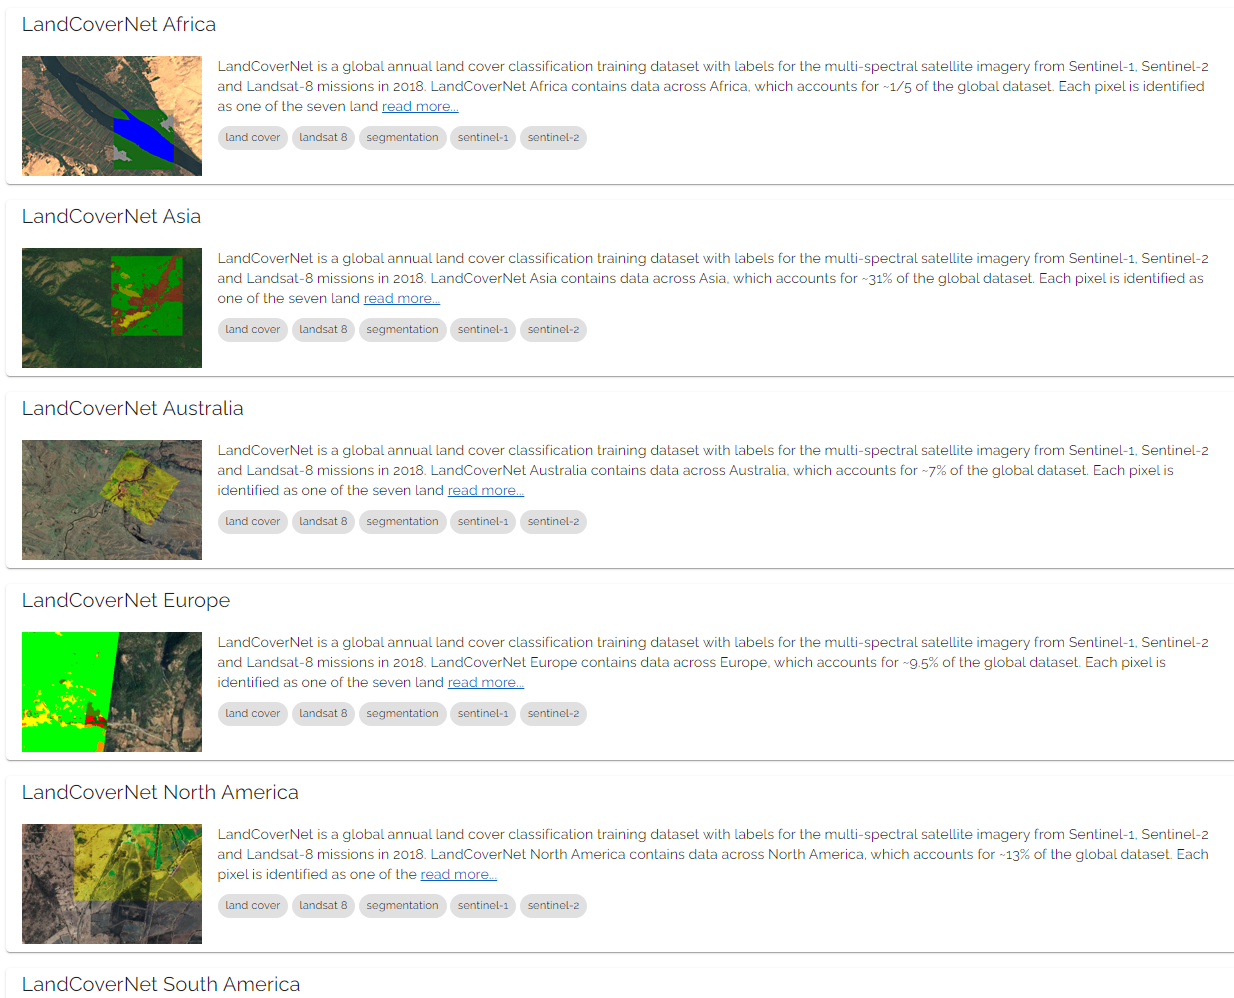 LandCoverNet Africa
LandCoverNet is a global annual land cover classification training dataset with labels for the multi-spectral satellite imagery from Sentinel-1, Sentinel-2
and Landsat-8 missions in 2018. LandCoverNet Africa contains data across Africa, which accounts for ~1/5 of the global dataset. Each pixel is identified
as one of the seven land read more...
land cover landsat 8 segmentation sentinel-1 sentinel-2
LandCoverNet Asia
LandCoverNet is a global annual land cover classification training dataset with labels for the multi-spectral satellite imagery from Sentinel-1, Sentinel-2
and Landsat-8 missions in 2018. LandCoverNet Asia contains data across Asia, which accounts for ~31% of the global dataset. Each pixel is identified as
one of the seven land read more...
land cover landsat 8 segmentation sentinel-1 sentinel-2
LandCoverNet Australia
LandCoverNet is a global annual land cover classification training dataset with labels for the multi-spectral satellite imagery from Sentinel-1, Sentinel-2
and Landsat-8 missions in 2018. LandCoverNet Australia contains data across Australia, which accounts for ~7% of the global dataset. Each pixel is
identified as one of the seven land read more...
land cover landsat 8 segmentation sentinel-1 sentinel-2
LandCoverNet Europe
LandCoverNet is a global annual land cover classification training dataset with labels for the multi-spectral satellite imagery from Sentinel-1, Sentinel-2
and Landsat-8 missions in 2018. LandCoverNet Europe contains data across Europe, which accounts for ~9.5% of the global dataset. Each pixel is
identified as one of the seven land read more...
land cover landsat 8 segmentation sentinel-1 sentinel-2
LandCoverNet North America
LandCoverNet is a global annual land cover classification training dataset with labels for the multi-spectral satellite imagery from Sentinel-1, Sentinel-2
and Landsat-8 missions in 2018. LandCoverNet North America contains data across North America, which accounts for ~13% of the global dataset. Each
pixel is identified as one of the read more...
land cover landsat 8 segmentation sentinel-1 sentinel-2
LandCoverNet South America